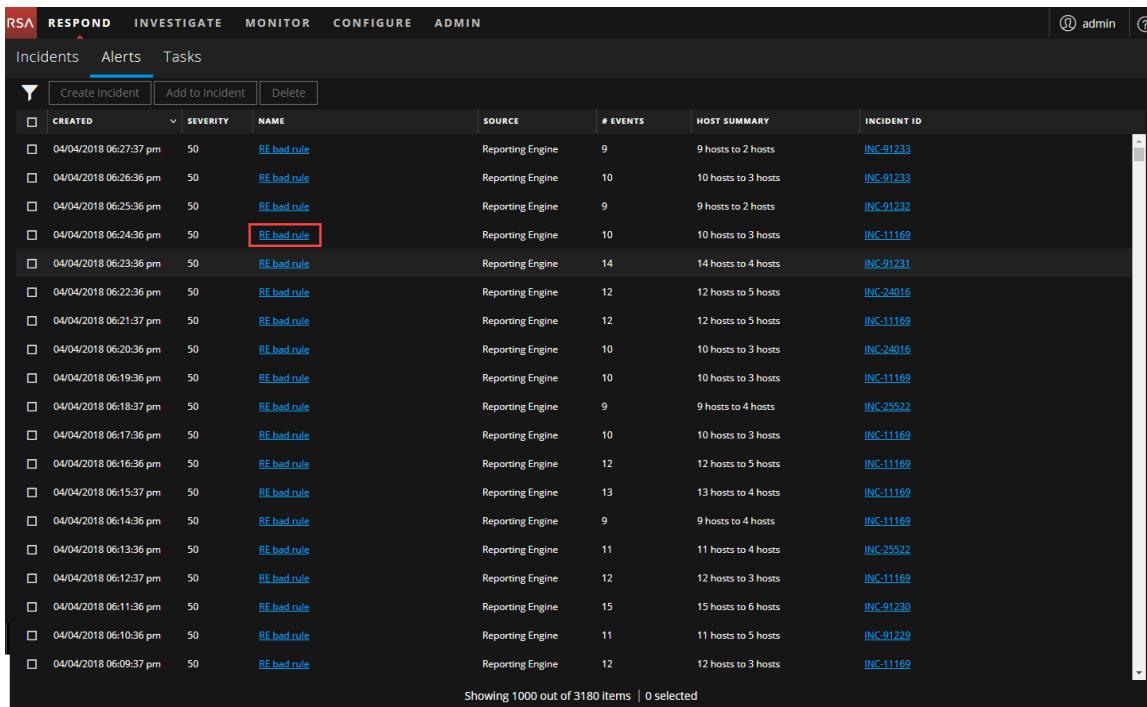 RSA RESPOND INVESTIGATE MONITOR CONFIGURE ADMIN admin
Incidents Alerts Tasks
Create Incident Add to Incident Delete
CREATED SEVERITY NAME SOURCE # EVENTS HOST SUMMARY INCIDENT ID
04/04/2018 06:27:37 pm 50 RE bad rule Reporting Engine 9 9 hosts to 2 hosts INC-91233
04/04/2018 06:26:36 pm 50 RE bad rule Reporting Engine 10 10 hosts to 3 hosts INC-91233
04/04/2018 06:25:36 pm 50 RE bad rule Reporting Engine 9 9 hosts to 2 hosts INC-91232
04/04/2018 06:24:36 pm 50 RE bad rule Reporting Engine 10 10 hosts to 3 hosts INC-11169
04/04/2018 06:23:36 pm 50 RE bad rule Reporting Engine 14 14 hosts to 4 hosts INC-91231
04/04/2018 06:22:36 pm 50 RE bad rule Reporting Engine 12 12 hosts to 5 hosts INC-24016
04/04/2018 06:21:37 pm 50 RE bad rule Reporting Engine 12 12 hosts to 5 hosts INC-11169
04/04/2018 06:20:36 pm 50 RE bad rule Reporting Engine 10 10 hosts to 3 hosts INC-24016
04/04/2018 06:19:36 pm 50 RE bad rule Reporting Engine 10 10 hosts to 3 hosts INC-11169
04/04/2018 06:18:37 pm 50 RE bad rule Reporting Engine 9 9 hosts to 4 hosts INC-25522
04/04/2018 06:17:36 pm 50 RE bad rule Reporting Engine 10 10 hosts to 3 hosts INC-11169
04/04/2018 06:16:36 pm 50 RE bad rule Reporting Engine 12 12 hosts to 5 hosts INC-11169
04/04/2018 06:15:37 pm 50 RE bad rule Reporting Engine 13 13 hosts to 4 hosts INC-11169
04/04/2018 06:14:36 pm 50 RE bad rule Reporting Engine 9 9 hosts to 4 hosts INC-11169
04/04/2018 06:13:36 pm 50 RE bad rule Reporting Engine 11 11 hosts to 4 hosts INC-25522
04/04/2018 06:12:37 pm 50 RE bad rule Reporting Engine 12 12 hosts to 3 hosts INC-11169
04/04/2018 06:11:36 pm 50 RE bad rule Reporting Engine 15 15 hosts to 6 hosts INC-91230
04/04/2018 06:10:36 pm 50 RE bad rule Reporting Engine 11 11 hosts to 5 hosts INC-91229
04/04/2018 06:09:37 pm 50 RE bad rule Reporting Engine 12 12 hosts to 3 hosts INC-11169
Showing 1000 out of 3180 items | 0 selected